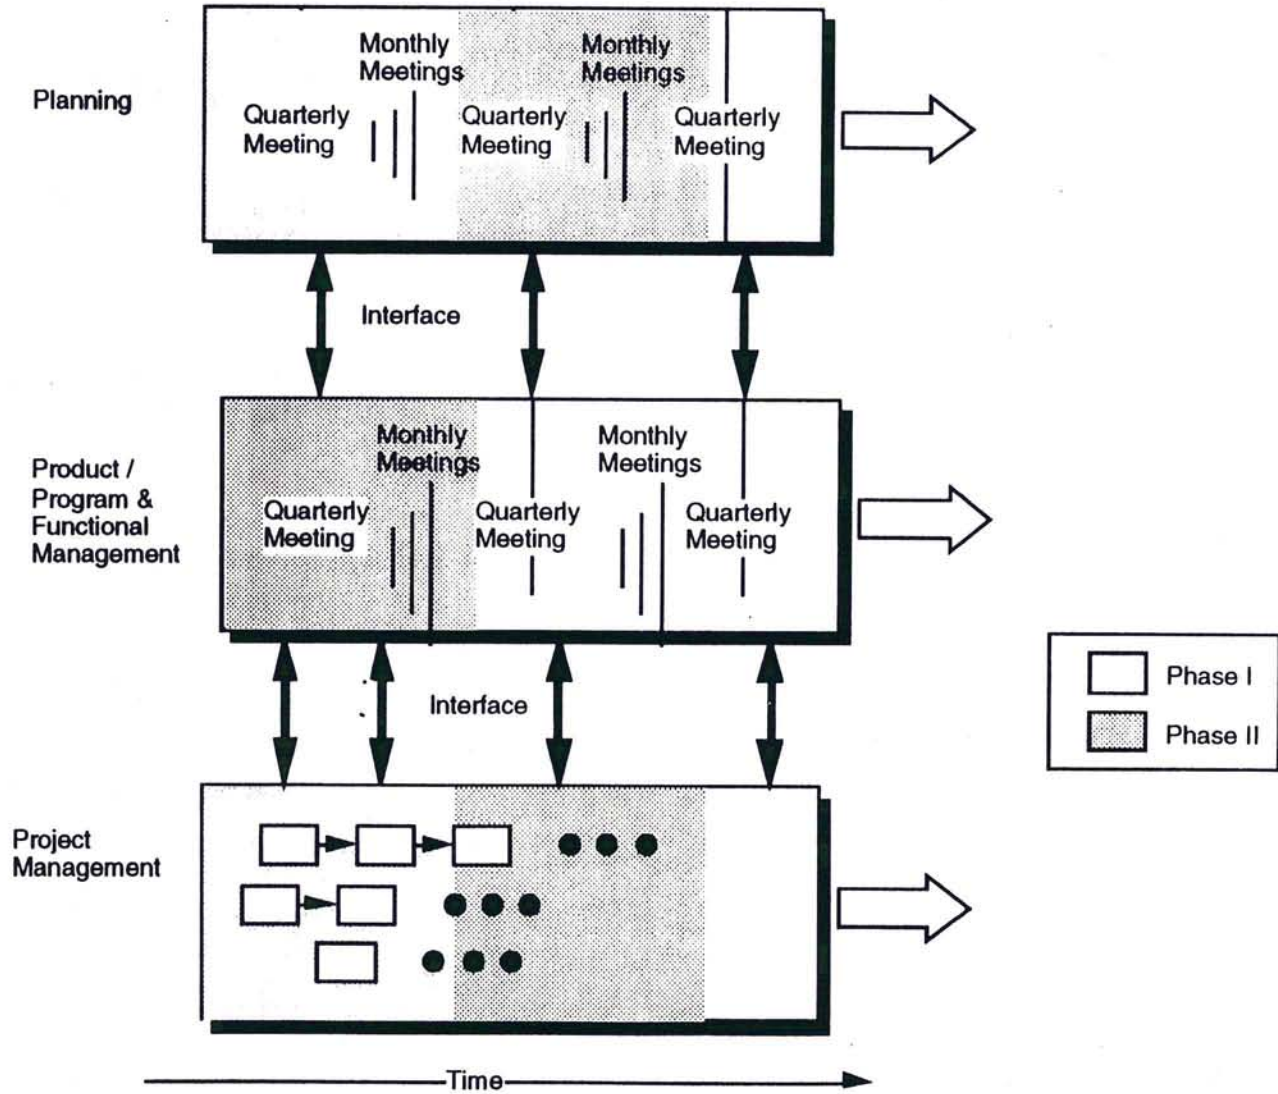 Planning
Monthly
Meetings
Monthly
Meetings
Quarterly
Meeting
Quarterly
Meeting
Quarterly
Meeting
Interface
Product /
Program &
Functional
Management
Monthly
Meetings
Monthly
Meetings
Quarterly
Meeting
Quarterly
Meeting
Quarterly
Meeting
Interface
Phase I
Phase II
Project
Management
Time